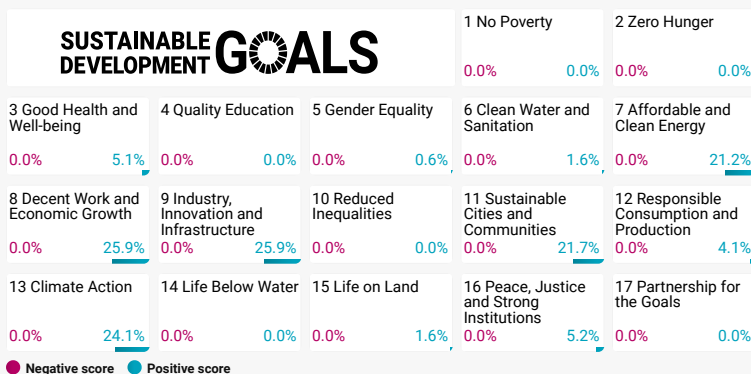 SUSTAINABLE
DEVELOPMENT
GOALS
1 No Poverty
0.0% 0.0%
2 Zero Hunger
0.0% 0.0%
3 Good Health and
Well-being
0.0% 5.1%
4 Quality Education
0.0% 0.0%
5 Gender Equality
0.0% 0.6%
6 Clean Water and
Sanitation
0.0% 1.6%
7 Affordable and
Clean Energy
0.0% 21.2%
8 Decent Work and
Economic Growth
0.0% 25.9%
9 Industry,
Innovation and
Infrastructure
0.0% 25.9%
10 Reduced
Inequalities
0.0% 0.0%
11 Sustainable
Cities and
Communities
0.0% 21.7%
12 Responsible
Consumption and
Production
0.0% 4.1%
13 Climate Action
0.0% 24.1%
14 Life Below Water
0.0% 0.0%
15 Life on Land
0.0% 1.6%
16 Peace, Justice
and Strong
Institutions
0.0% 5.2%
17 Partnership for
the Goals
0.0% 0.0%
Negative score Positive score